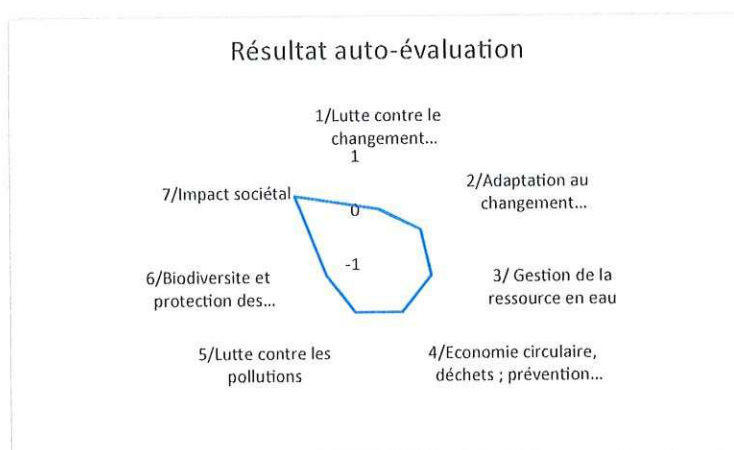 Résultat auto-évaluation
1/Lutte contre le
changement...
1
2/Adaptation au
changement...
7/Impact sociétal
0
-1
3/ Gestion de la
ressource en eau
6/Biodiversite et
protection des...
5/Lutte contre les
pollutions
4/Economie circulaire,
déchets ; prévention...